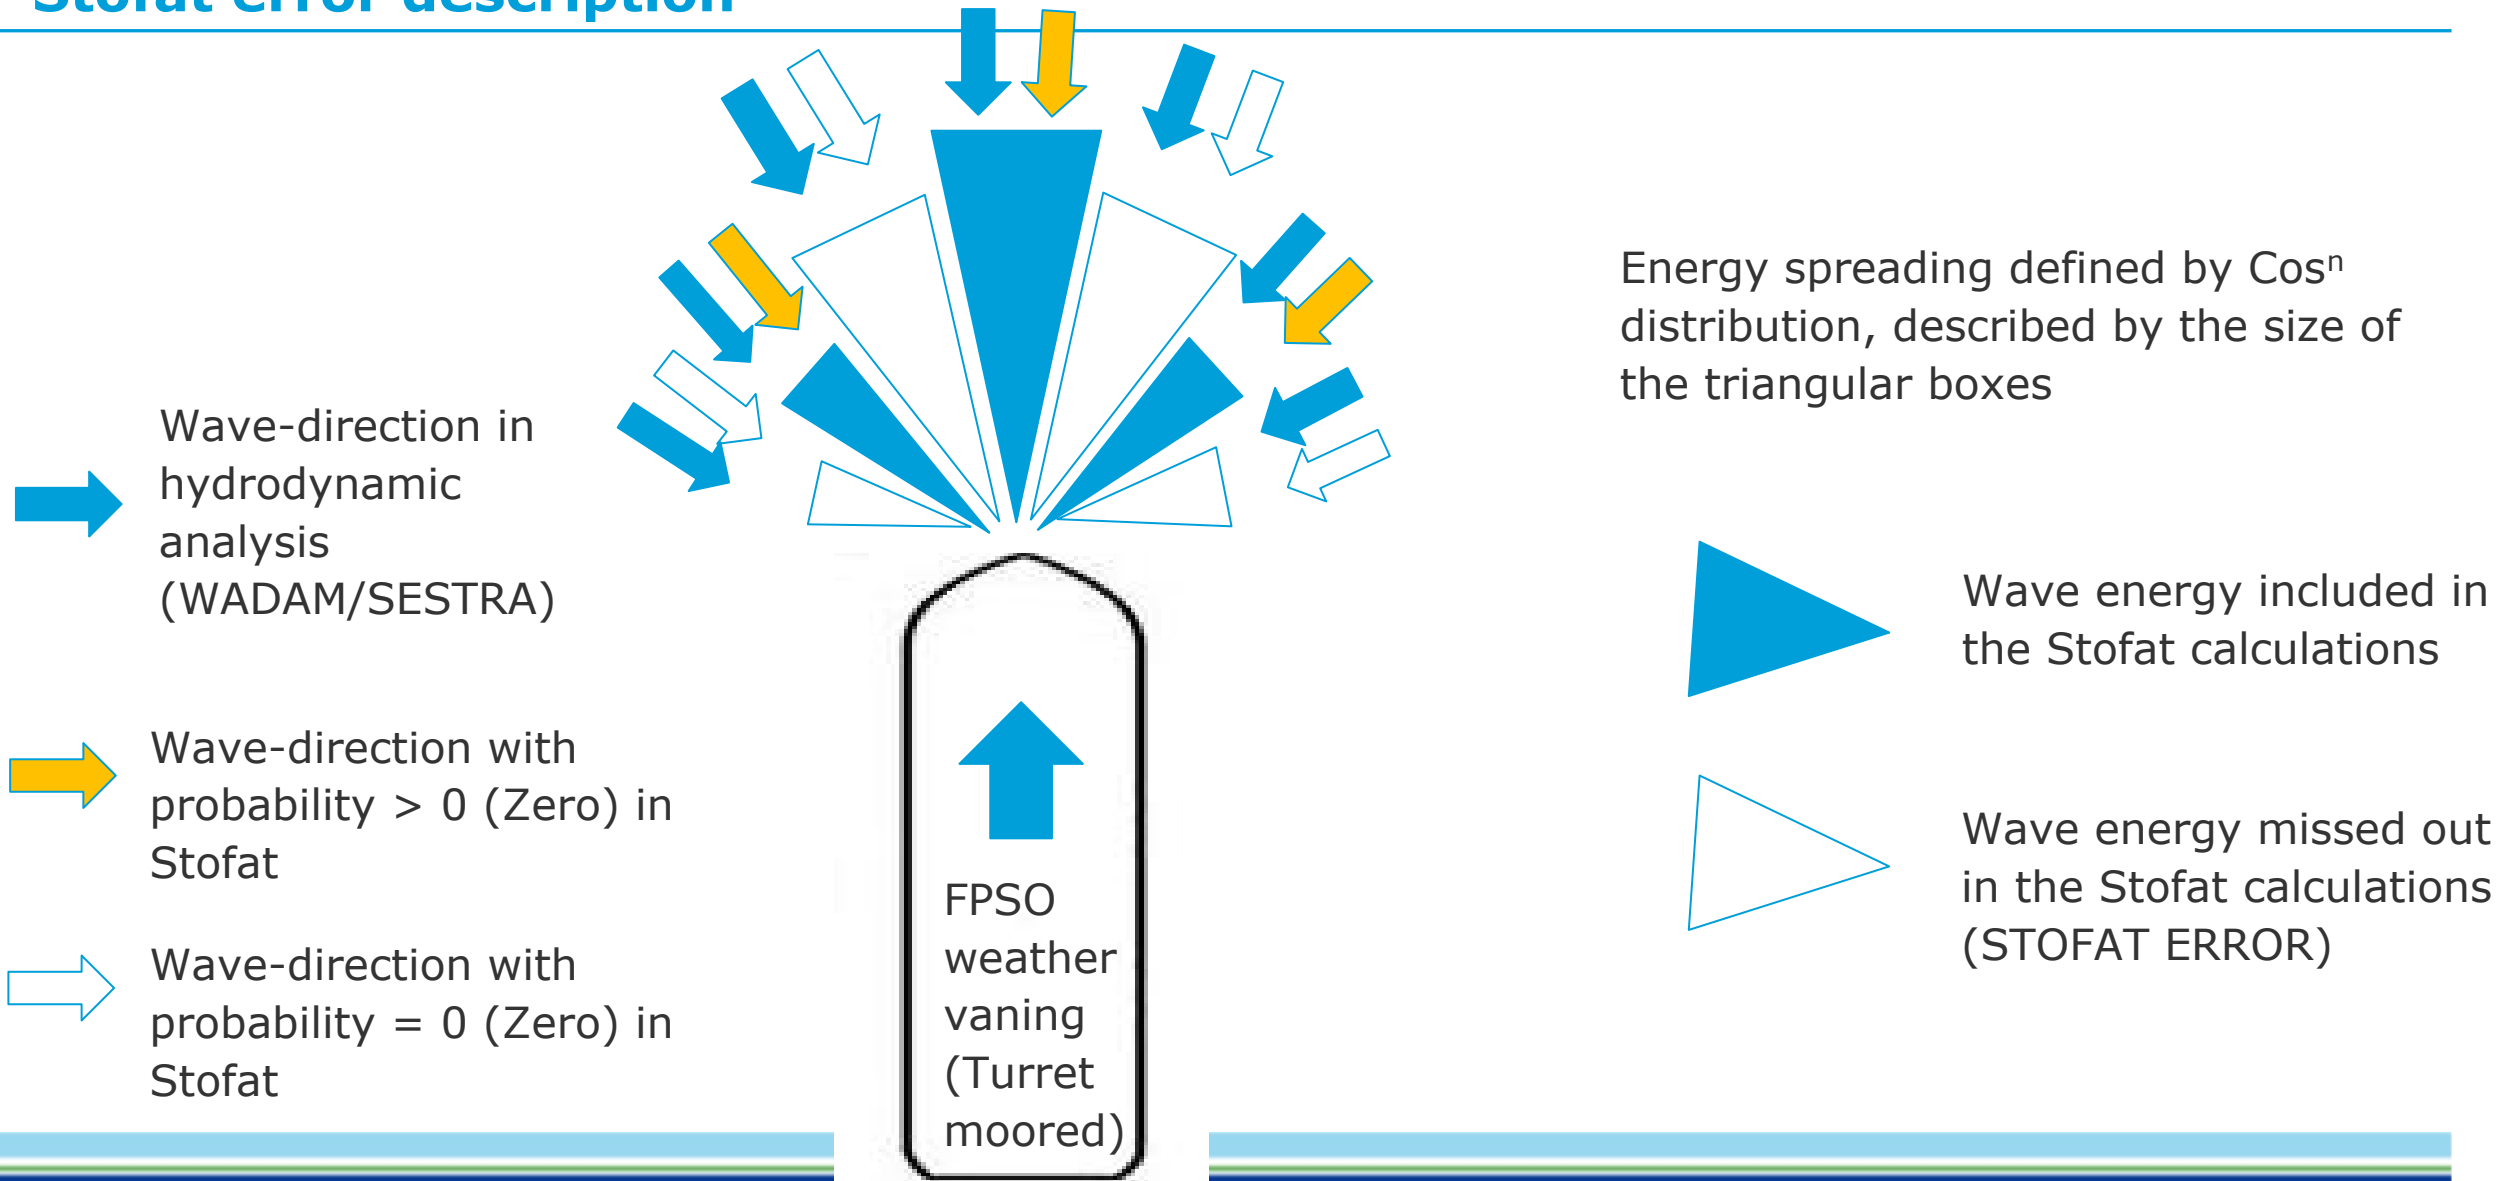 Stofat error description
Energy spreading defined by Cosⁿ
distribution, described by the size of
the triangular boxes
Wave-direction in
hydrodynamic
analysis
(WADAM/SESTRA)
Wave energy included in
the Stofat calculations
Wave-direction with
probability > 0 (Zero) in
Stofat
Wave energy missed out
in the Stofat calculations
(STOFAT ERROR)
Wave-direction with
probability = 0 (Zero) in
Stofat
FPSO
weather
vaning
(Turret
moored)